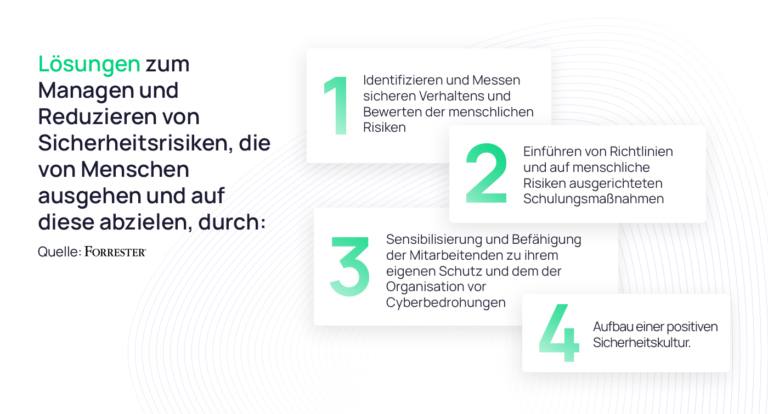 Lösungen zum
Managen und
Reduzieren von
Sicherheitsrisiken, die
von Menschen
ausgehen und auf
diese abzielen, durch:
Quelle: FORRESTER
1
Identifizieren und Messen
sicheren Verhaltens und
Bewerten der menschlichen
Risiken
2
Einführen von Richtlinien
und auf menschliche
Risiken ausgerichteten
Schulungsmaßnahmen
3
Sensibilisierung und Befähigung
der Mitarbeitenden zu ihrem
eigenen Schutz und dem der
Organisation vor
Cyberbedrohungen
4
Aufbau einer positiven
Sicherheitskultur.